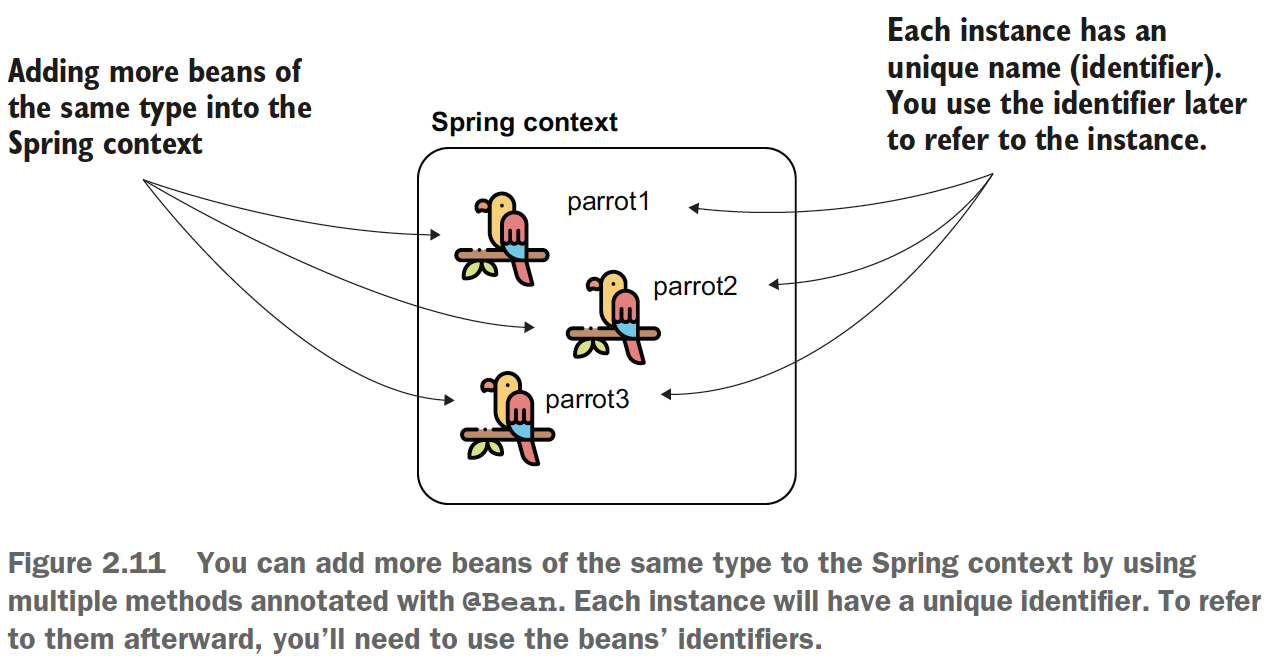 Adding more beans of
the same type into the
Spring context
Each instance has an
unique name (identifier).
You use the identifier later
to refer to the instance.
Spring context
parrot1
parrot2
parrot3
Figure 2.11 You can add more beans of the same type to the Spring context by using
multiple methods annotated with @Bean. Each instance will have a unique identifier. To refer
to them afterward, you’ll need to use the beans’ identifiers.